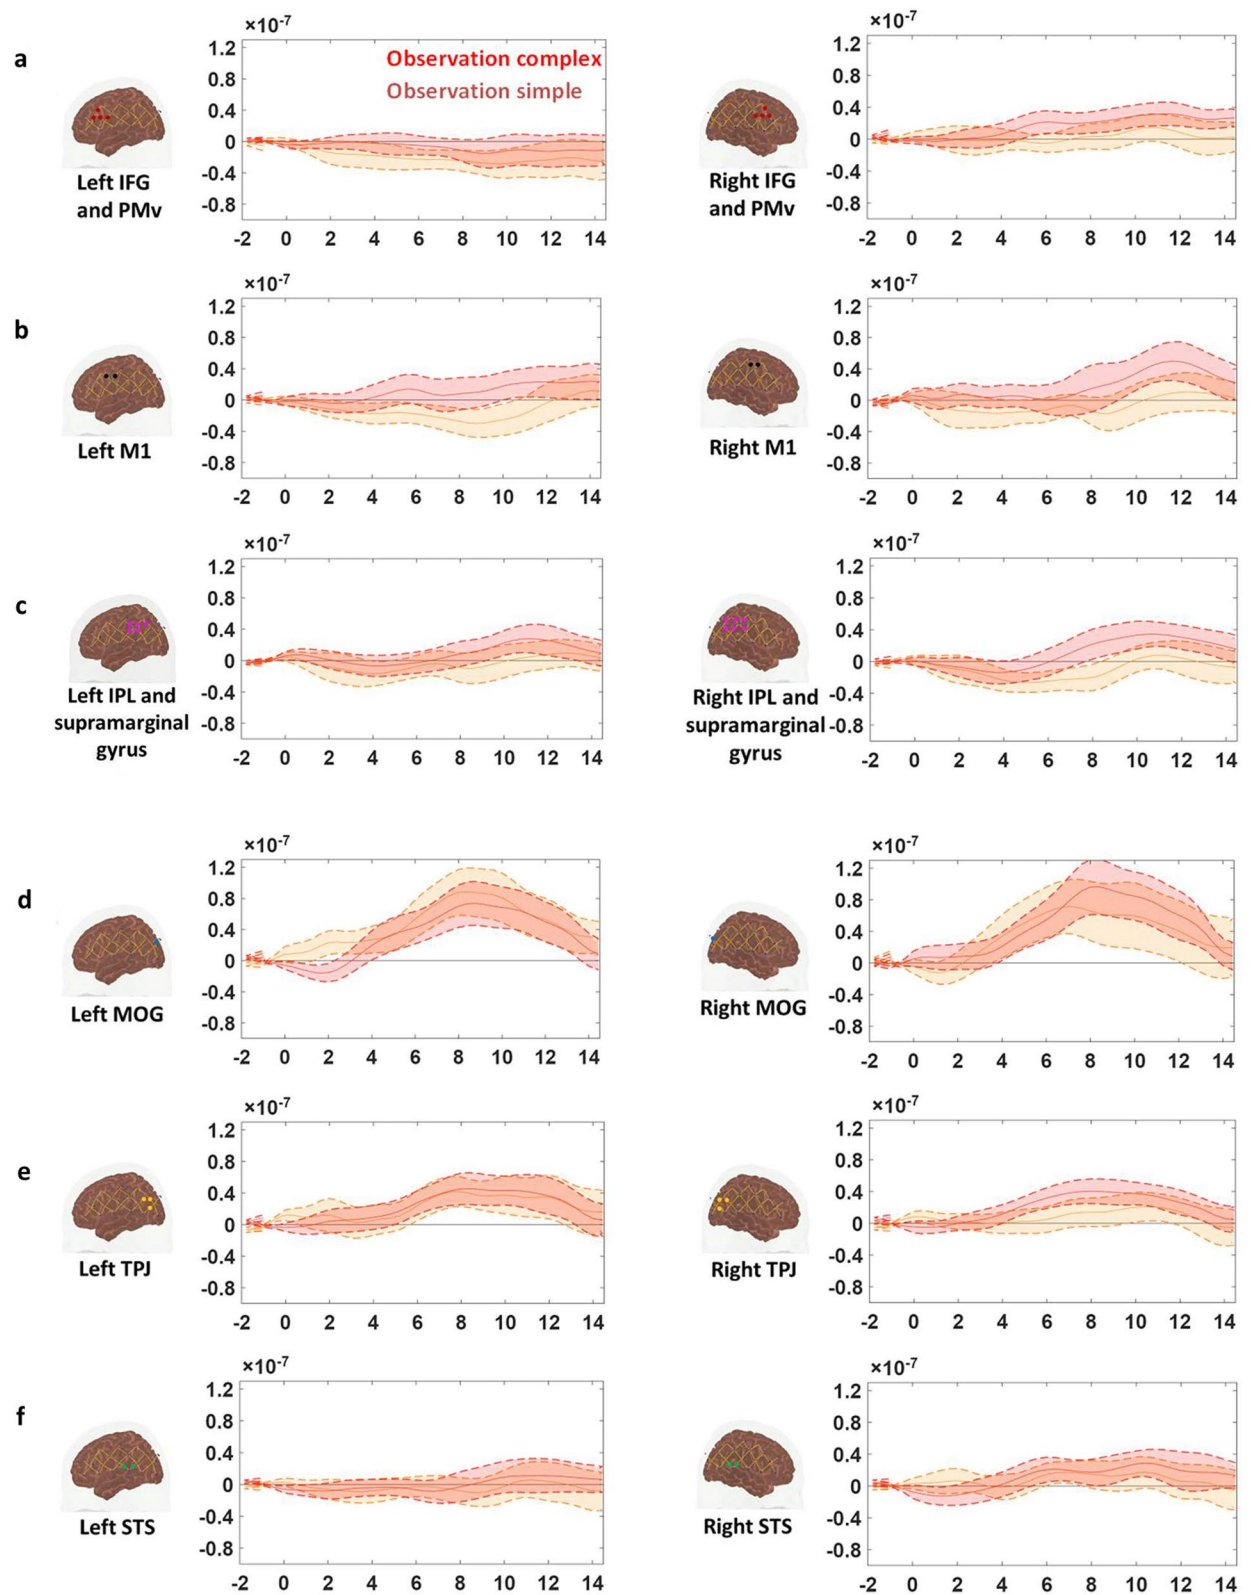 ×10-7 ×10-7
a
1.2 1.2
Observation complex
0.8 0.8
Observation simple
0.4 0.4
0 0
-0.4 -0.4
-0.8 -0.8
Left IFG
and PMv
Right IFG
and PMv
-2 0 2 4 6 8 10 12 14 -2 0 2 4 6 8 10 12 14
×10-7 ×10-7
b
1.2 1.2
0.8 0.8
0.4 0.4
0 0
-0.4 -0.4
-0.8 -0.8
Left M1 Right M1
-2 0 2 4 6 8 10 12 14 -2 0 2 4 6 8 10 12 14
×10-7 ×10-7
c
1.2 1.2
0.8 0.8
0.4 0.4
0 0
-0.4 -0.4
-0.8 -0.8
Left IPL and
supramarginal
gyrus
Right IPL and
supramarginal
gyrus
-2 0 2 4 6 8 10 12 14 -2 0 2 4 6 8 10 12 14
×10-7 ×10-7
d
1.2 1.2
0.8 0.8
0.4 0.4
0 0
-0.4 -0.4
-0.8 -0.8
Left MOG Right MOG
-2 0 2 4 6 8 10 12 14 -2 0 2 4 6 8 10 12 14
×10-7 ×10-7
e
1.2 1.2
0.8 0.8
0.4 0.4
0 0
-0.4 -0.4
-0.8 -0.8
Left TPJ Right TPJ
-2 0 2 4 6 8 10 12 14 -2 0 2 4 6 8 10 12 14
×10-7 ×10-7
f
1.2 1.2
0.8 0.8
0.4 0.4
0 0
-0.4 -0.4
-0.8 -0.8
Left STS Right STS
-2 0 2 4 6 8 10 12 14 -2 0 2 4 6 8 10 12 14